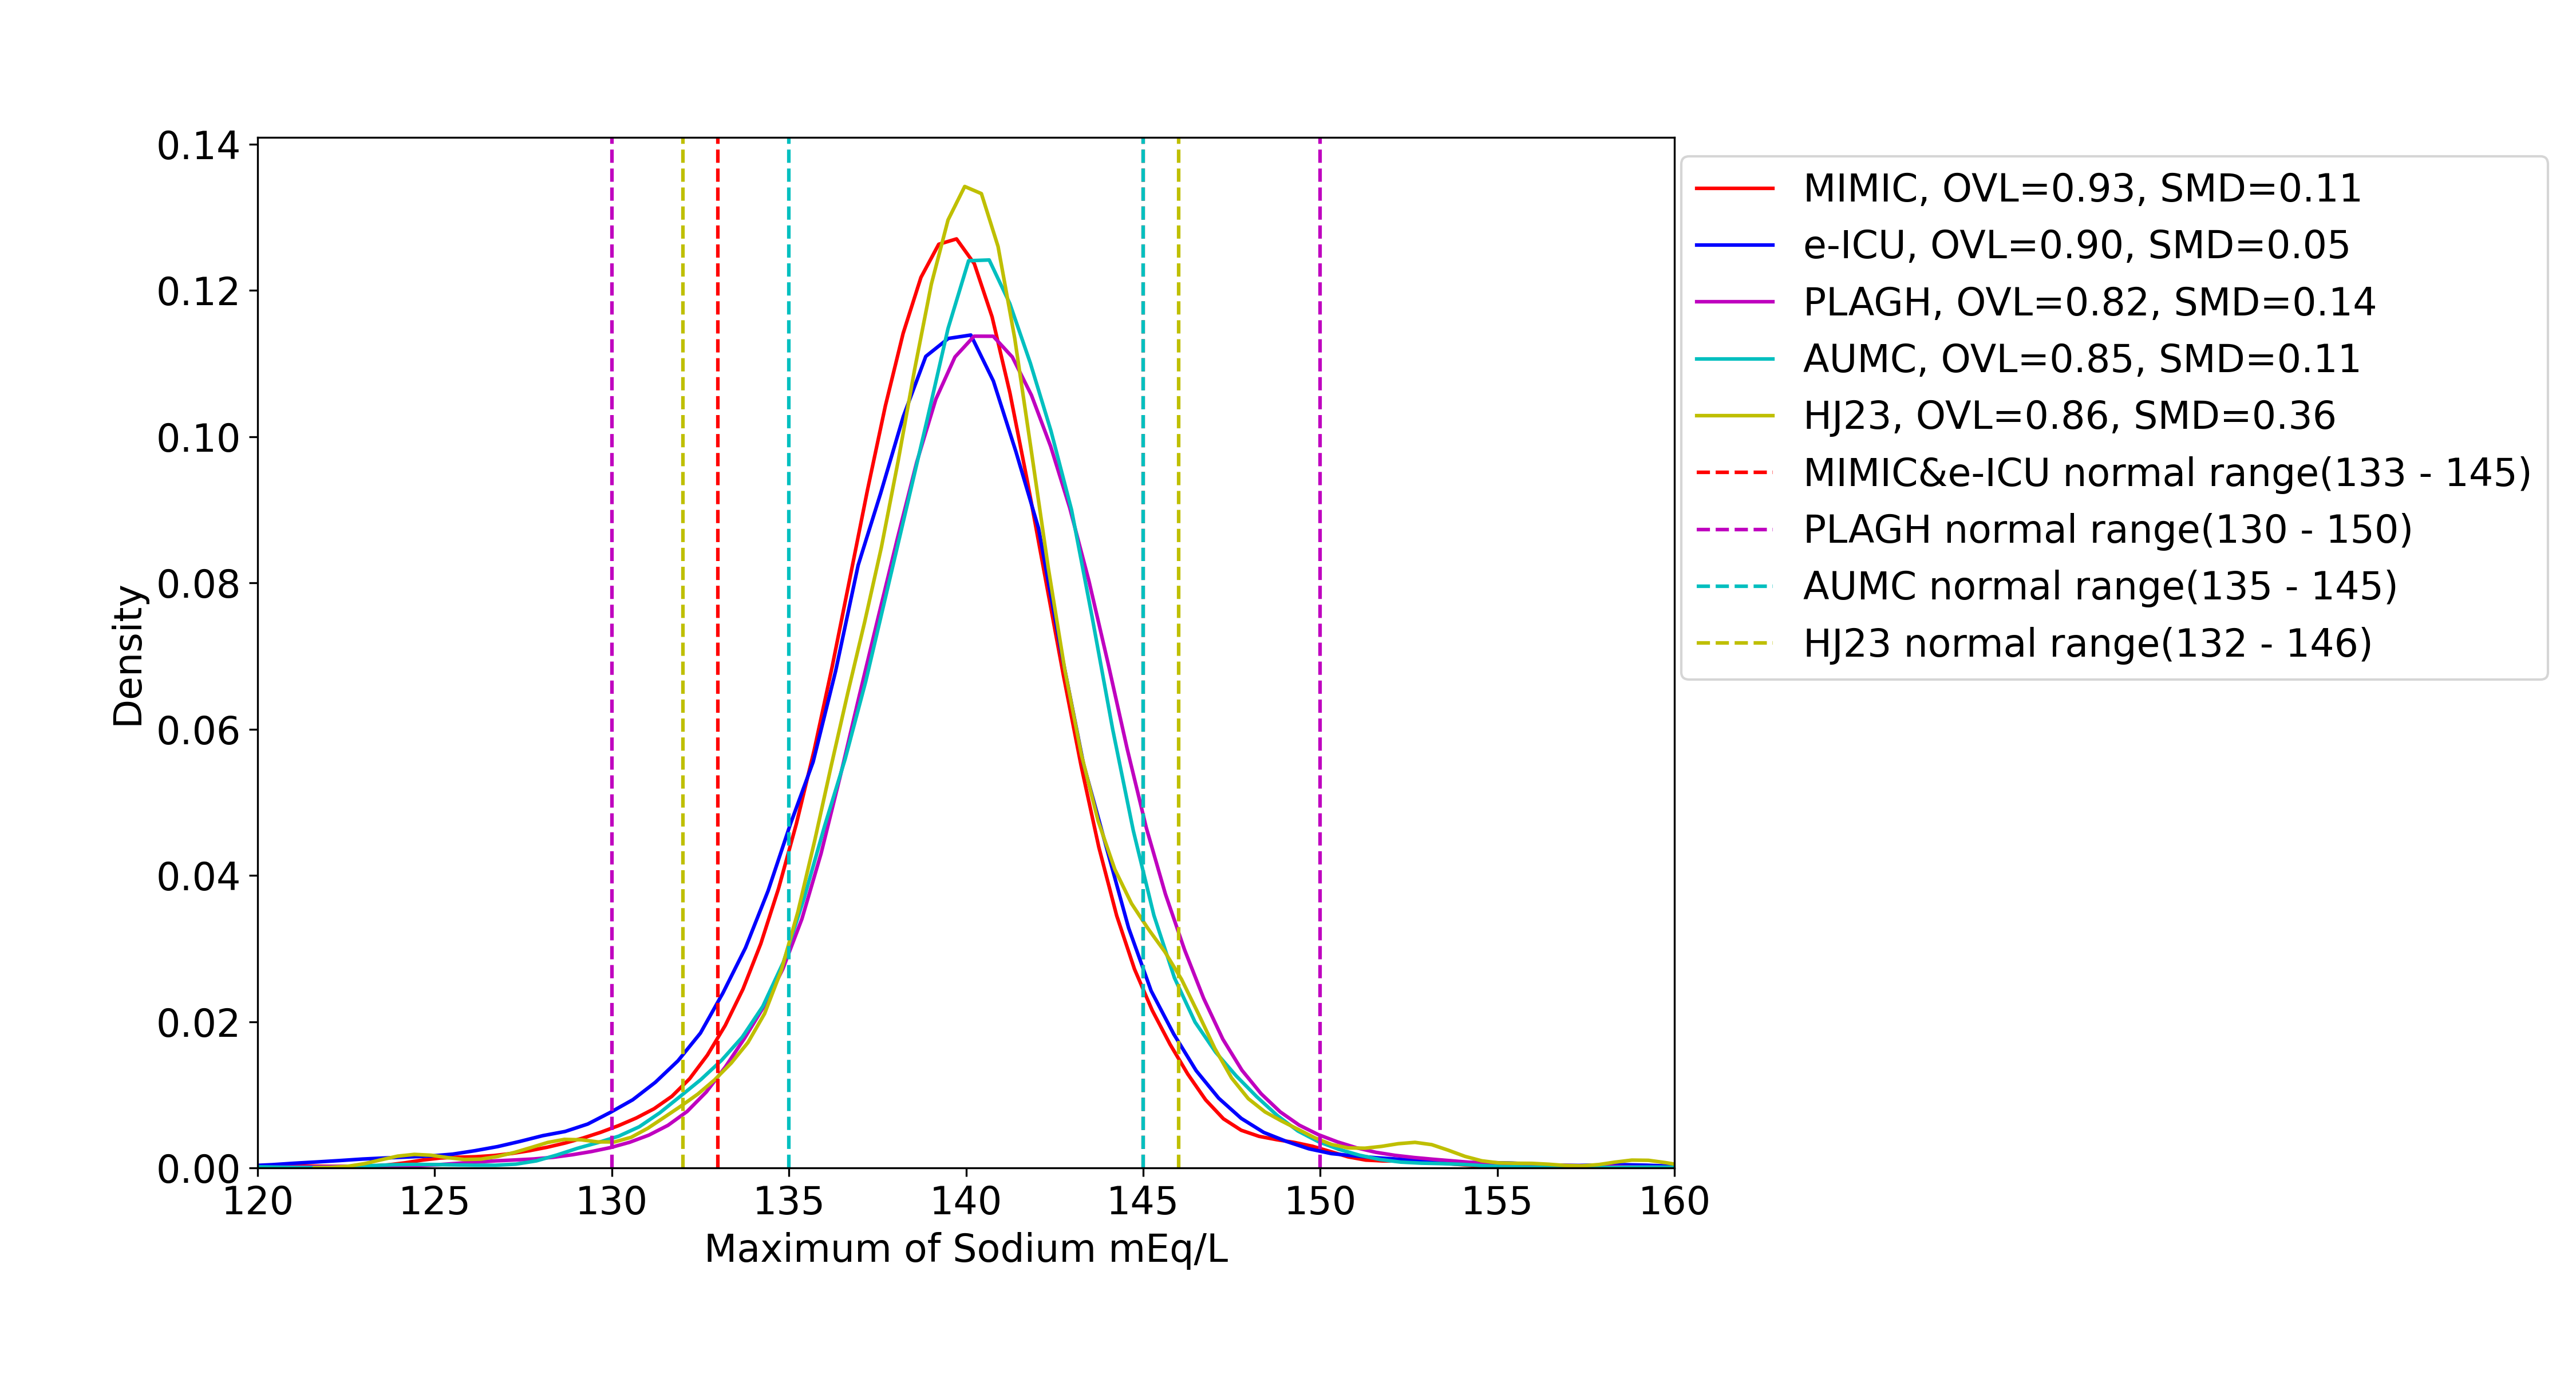 0.14
0.12
0.10
0.08
0.06
0.04
0.02
0.00
Density
120 125 130 135 140 145 150 155 160
Maximum of Sodium mEq/L
MIMIC, OVL=0.93, SMD=0.11
e-ICU, OVL=0.90, SMD=0.05
PLAGH, OVL=0.82, SMD=0.14
AUMC, OVL=0.85, SMD=0.11
HJ23, OVL=0.86, SMD=0.36
MIMIC&e-ICU normal range(133 - 145)
PLAGH normal range(130 - 150)
AUMC normal range(135 - 145)
HJ23 normal range(132 - 146)